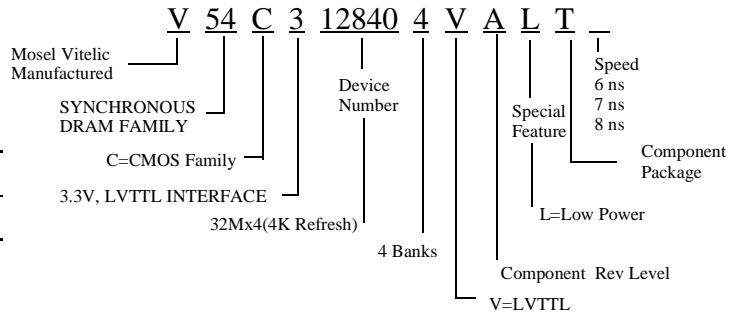 V 54 C 3 12840 4 V A L T _
Mosel Vitelic
Manufactured
SYNCHRONOUS
DRAM FAMILY
C=CMOS Family
3.3V, LVTTL INTERFACE
Device
Number
32Mx4(4K Refresh)
4 Banks
Special
Feature
L=Low Power
Speed
6 ns
7 ns
8 ns
Component
Package
Component Rev Level
V=LVTTL